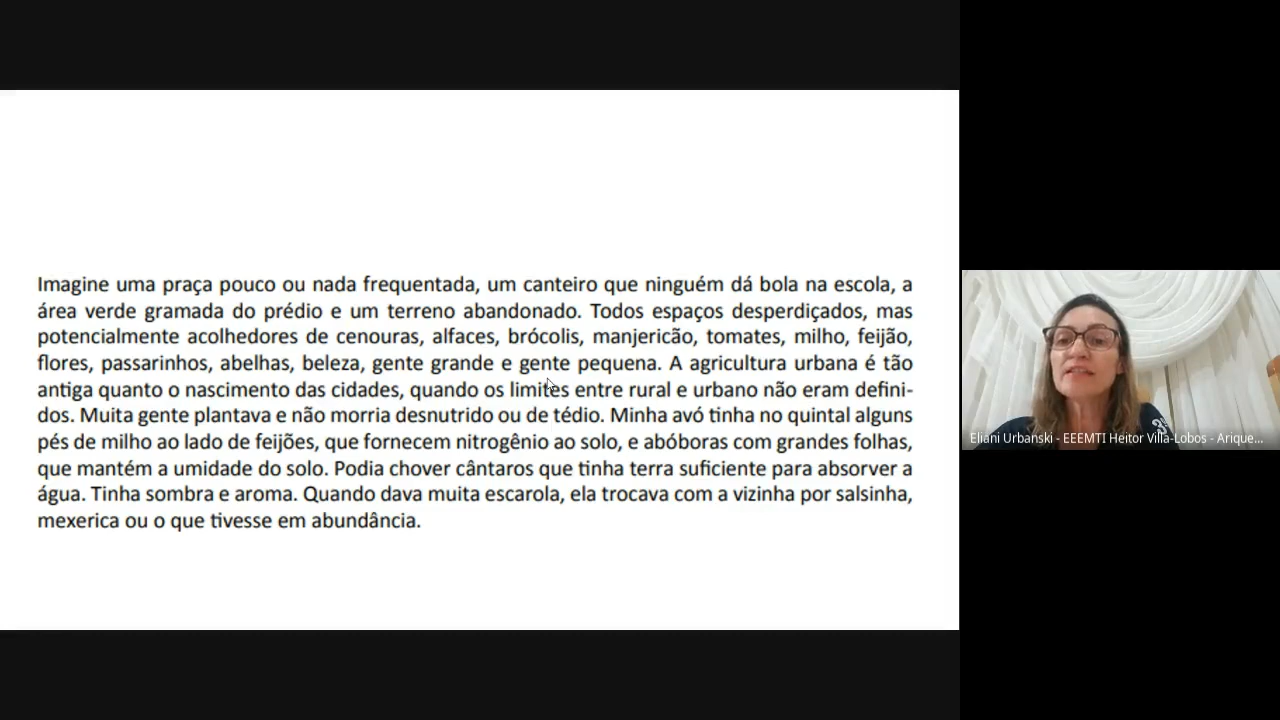 Imagine uma praça pouco ou nada frequentada, um canteiro que ninguém dá bola na escola, a
área verde gramada do prédio e um terreno abandonado. Todos espaços desperdiçados, mas
potencialmente acolhedores de cenouras, alfaces, brócolis, manjericão, tomates, milho, feijão,
flores, passarinhos, abelhas, beleza, gente grande e gente pequena. A agricultura urbana é tão
antiga quanto o nascimento das cidades, quando os limites entre rural e urbano não eram defini-
dos. Muita gente plantava e não morria desnutrido ou de tédio. Minha avó tinha no quintal alguns
pés de milho ao lado de feijões, que fornecem nitrogênio ao solo, e abóboras com grandes folhas,
que mantém a umidade do solo. Podia chover cântaros que tinha terra suficiente para absorver a
água. Tinha sombra e aroma. Quando dava muita escarola, ela trocava com a vizinha por salsinha,
mexerica ou o que tivesse em abundância.
Eliani Urbanski - EEEMTI Heitor Villa-Lobos - Arique...